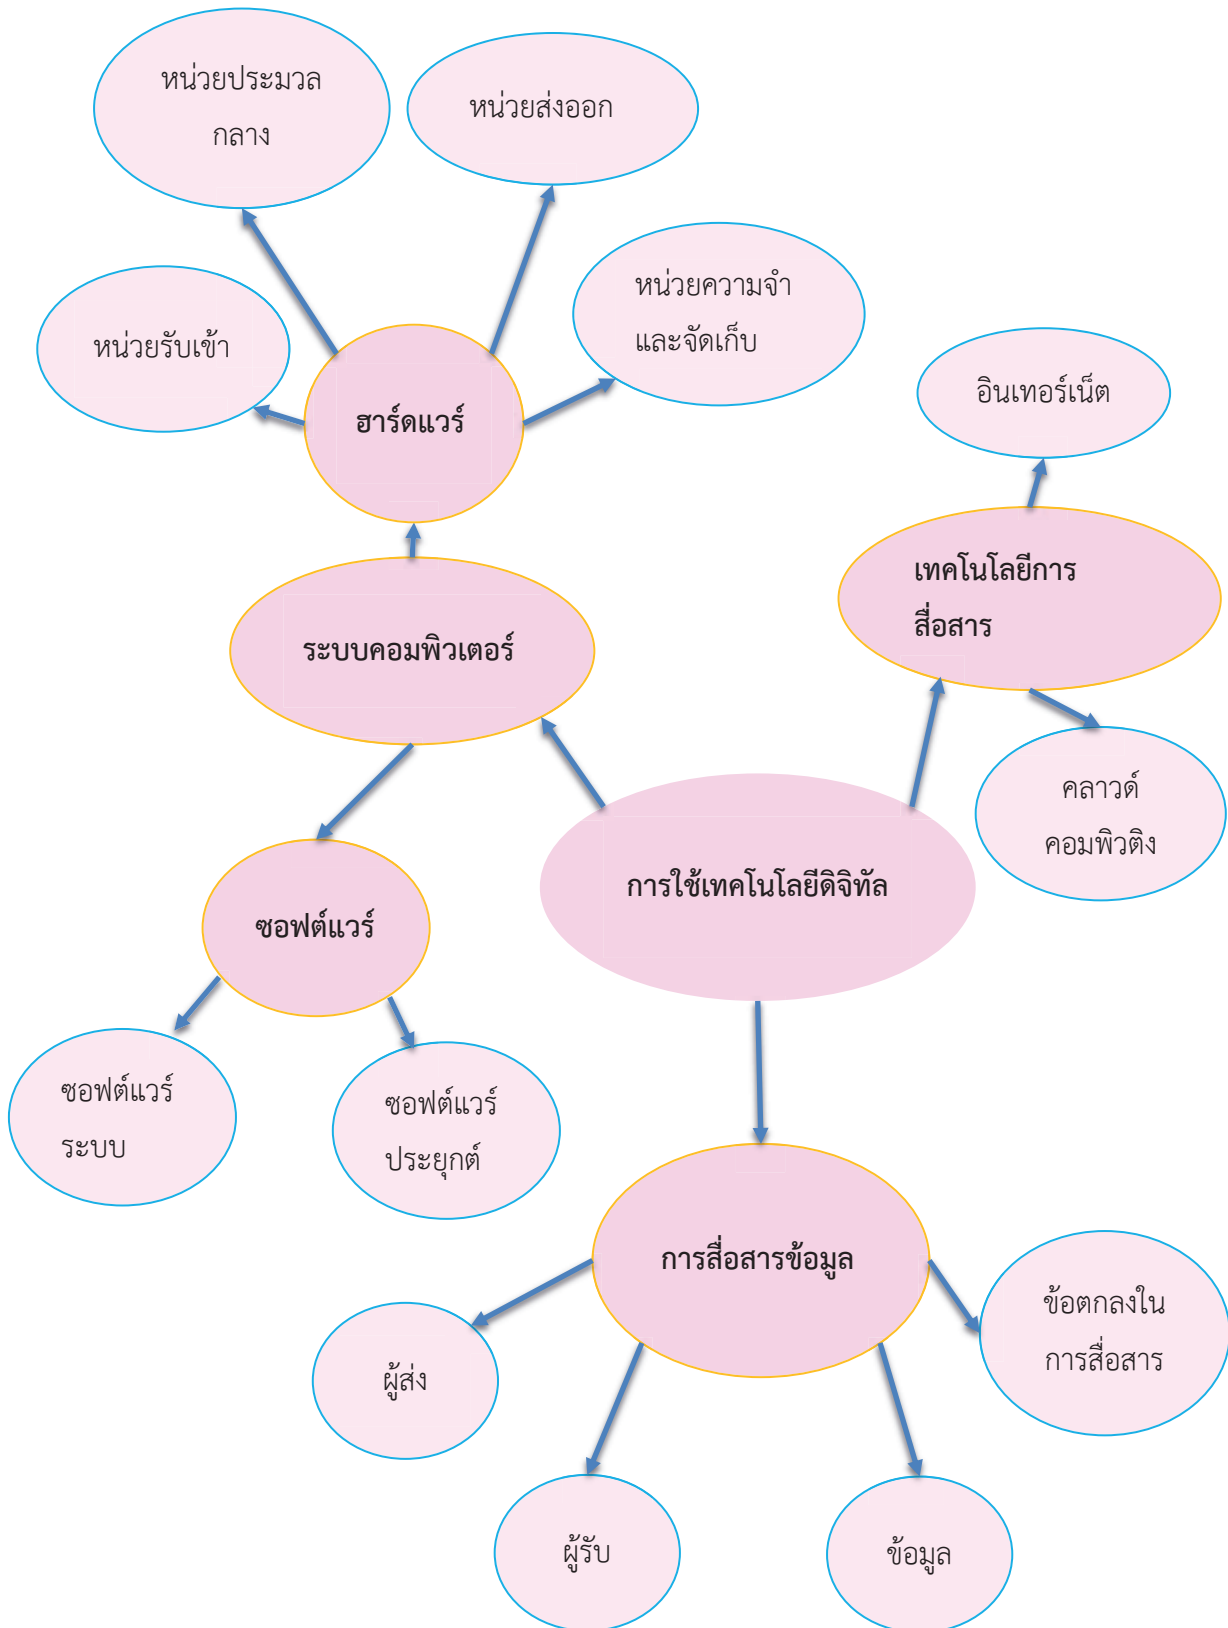 หน่วยประมวล
กลาง
หน่วยส่งออก
หน่วยความจำ
และจัดเก็บ
หน่วยรับเข้า
ฮาร์ดแวร์
อินเทอร์เน็ต
เทคโนโลยีการ
สื่อสาร
ระบบคอมพิวเตอร์
คลาวด์
คอมพิวติง
การใช้เทคโนโลยีดิจิทัล
ซอฟต์แวร์
ซอฟต์แวร์
ระบบ
ซอฟต์แวร์
ประยุกต์
การสื่อสารข้อมูล
ข้อตกลงใน
การสื่อสาร
ผู้ส่ง
ผู้รับ
ข้อมูล